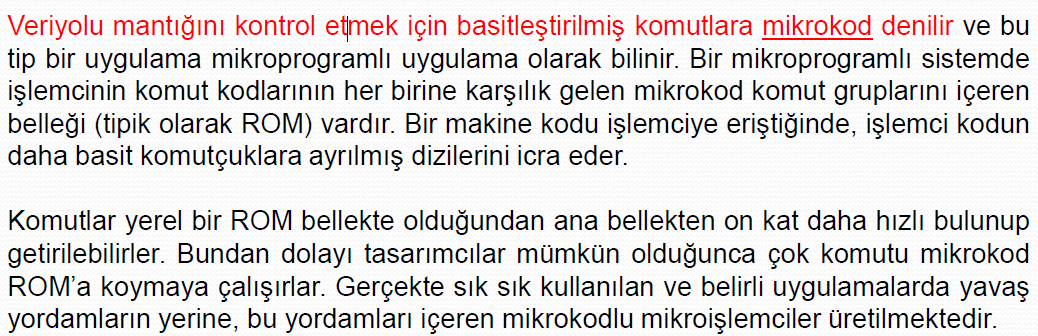 Veriyolu mantığını kontrol etmek için basitleştirilmiş komutlara mikrokod denilir ve bu
tip bir uygulama mikroprogramlı uygulama olarak bilinir. Bir mikroprogramlı sistemde
işlemcinin komut kodlarının her birine karşılık gelen mikrokod komut gruplarını içeren
belleği (tipik olarak ROM) vardır. Bir makine kodu işlemciye eriştiğinde, işlemci kodun
daha basit komutçuklara ayrılmış dizilerini icra eder.
Komutlar yerel bir ROM bellekte olduğundan ana bellekten on kat daha hızlı bulunup
getirilebilirler. Bundan dolayı tasarımcılar mümkün olduğunca çok komutu mikrokod
ROM’a koymaya çalışırlar. Gerçekte sık sık kullanılan ve belirli uygulamalarda yavaş
yordamların yerine, bu yordamları içeren mikrokodlu mikroişlemciler üretilmektedir.